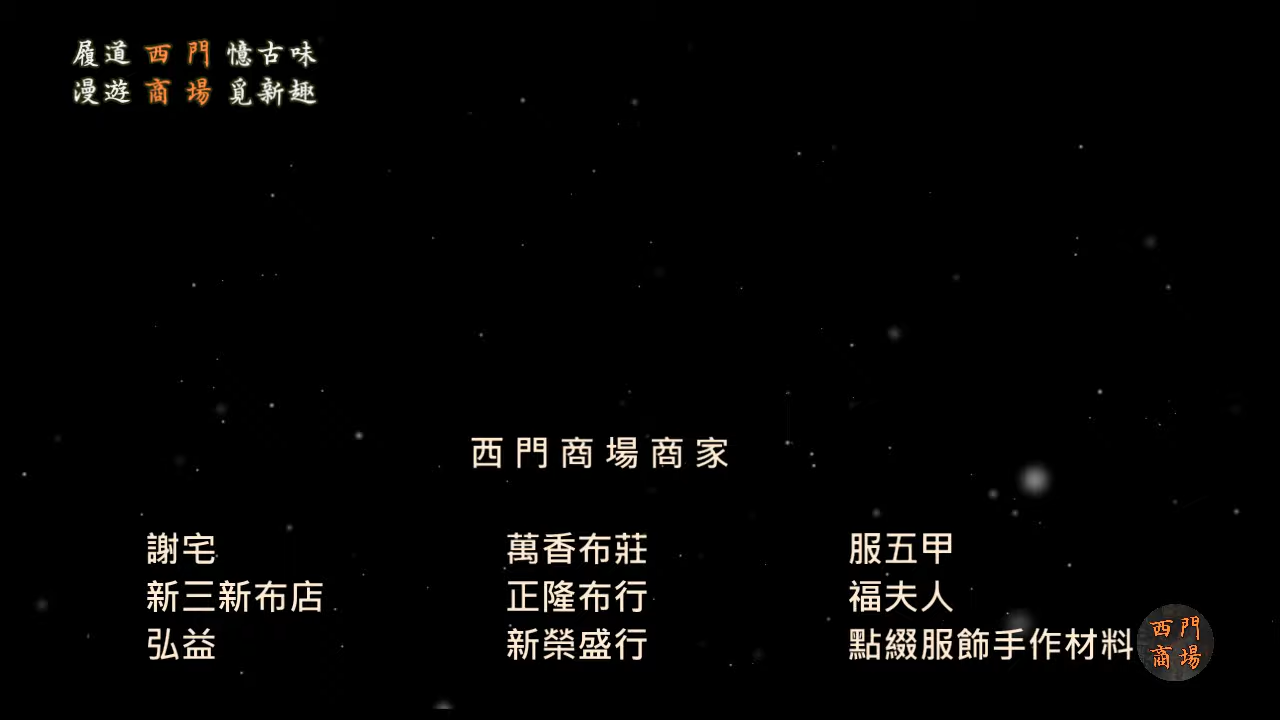 履道 西門 憶古味
漫遊 商場 覓新趣
西門商場商家
謝宅 萬香布莊 服五甲
新三新布店 正隆布行 福夫人
弘益 新榮盛行 點綴服飾手作材料
西門
商場